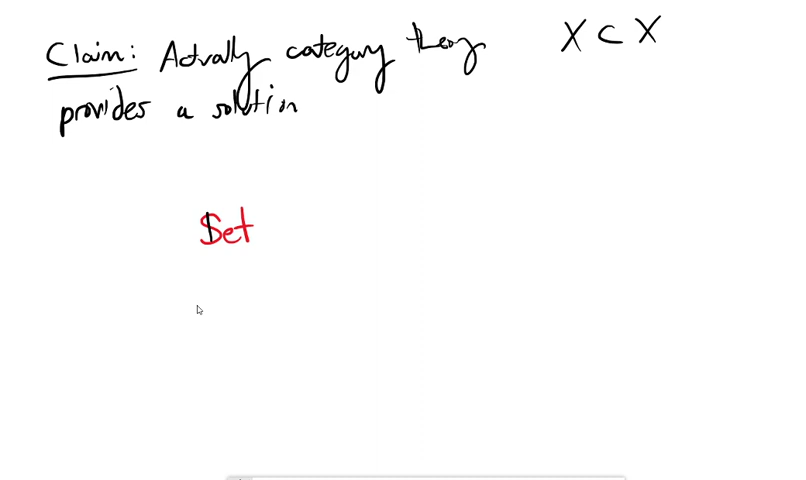 Claim: Actually category theory X ⊂ X
provides a solution
Set